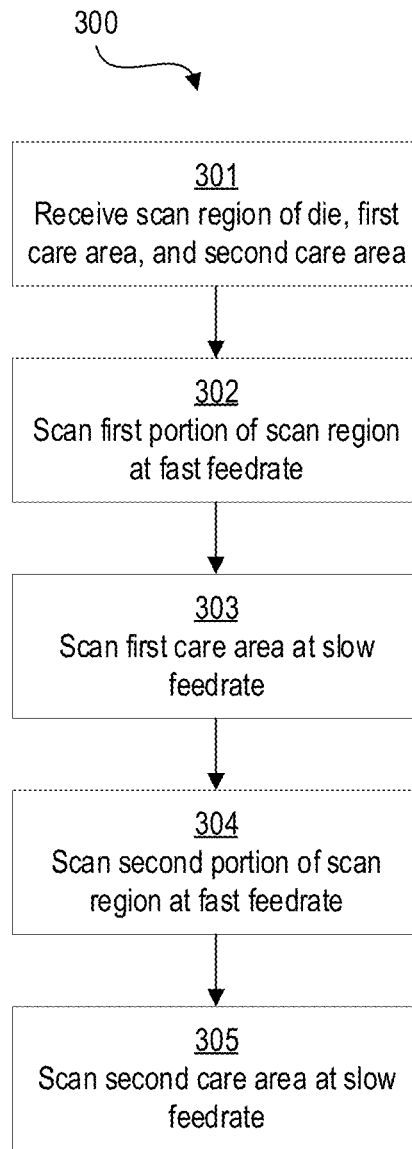 300
301
Receive scan region of die, first
care area, and second care area
302
Scan first portion of scan region
at fast feedrate
303
Scan first care area at slow
feedrate
304
Scan second portion of scan
region at fast feedrate
305
Scan second care area at slow
feedrate